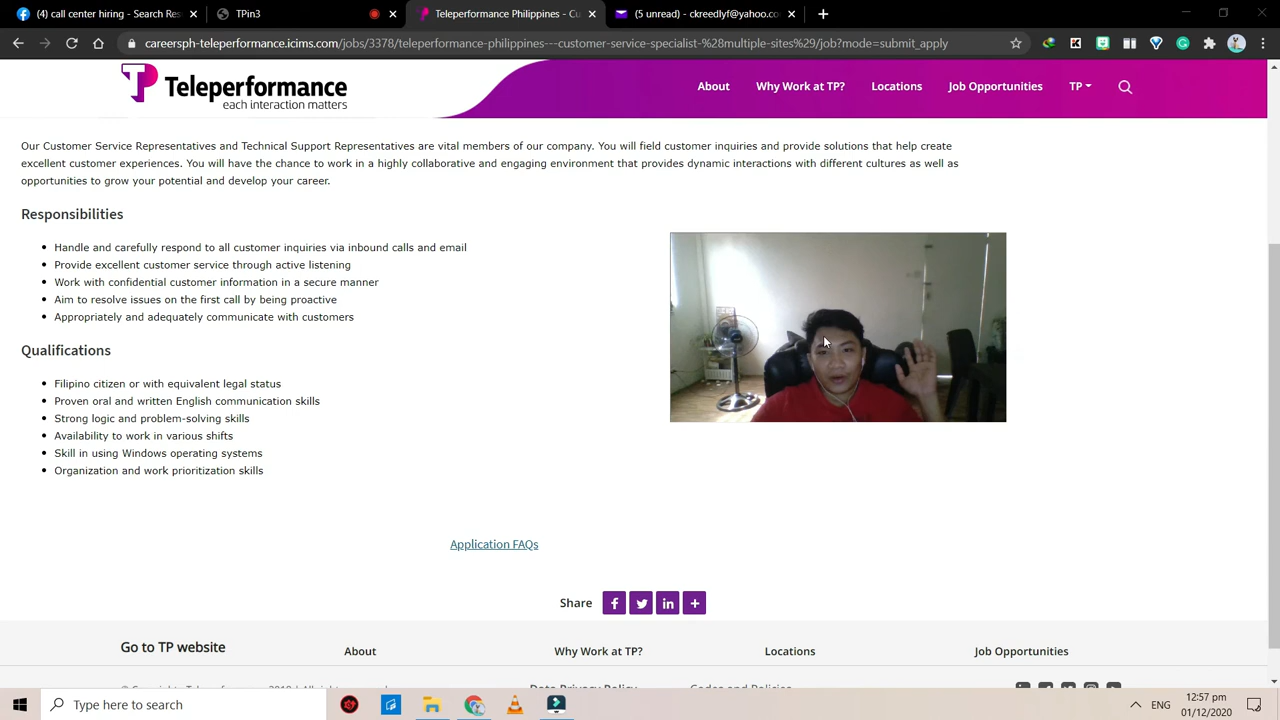 (4) call center hiring - Search Res
TPin3
Teleperformance Philippines - Cu
(5 unread) - ckreedlyf@yahoo.co
careersph-teleperformance.icims.com/jobs/3378/teleperformance-philippines---customer-service-specialist-%28multiple-sites%29/job?mode=submit_apply
Teleperformance
each interaction matters
About
Why Work at TP?
Locations
Job Opportunities
TP
Our Customer Service Representatives and Technical Support Representatives are vital members of our company. You will field customer inquiries and provide solutions that help create
excellent customer experiences. You will have the chance to work in a highly collaborative and engaging environment that provides dynamic interactions with different cultures as well as
opportunities to grow your potential and develop your career.
Responsibilities
Handle and carefully respond to all customer inquiries via inbound calls and email
Provide excellent customer service through active listening
Work with confidential customer information in a secure manner
Aim to resolve issues on the first call by being proactive
Appropriately and adequately communicate with customers
Qualifications
Filipino citizen or with equivalent legal status
Proven oral and written English communication skills
Strong logic and problem-solving skills
Availability to work in various shifts
Skill in using Windows operating systems
Organization and work prioritization skills
Application FAQs
Share
Go to TP website
About
Why Work at TP?
Locations
Job Opportunities
Data Privacy Policy
Codes and Policies
Type here to search
ENG
12:57 pm
01/12/2020